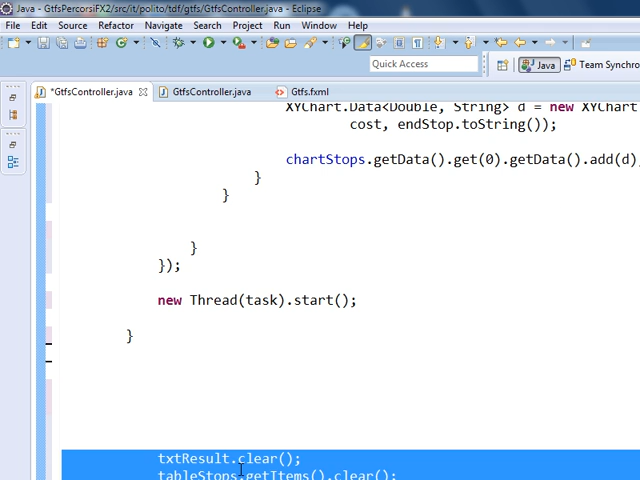 Java - GtfsPercorsiFX2/src/it/polito/tdf/gtfs/GtfsController.java - Eclipse
File Edit Source Refactor Navigate Search Project Run Window Help
Quick Access
Java
Team Synchro
*GtfsController.java
GtfsController.java
Gtfs.fxml
XYChart.Data<Double, String> d = new XYChart
cost, endStop.toString());
chartStops.getData().get(0).getData().add(d);
}
}
}
});
new Thread(task).start();
}
txtResult.clear();
tableStops.getItems().clear();